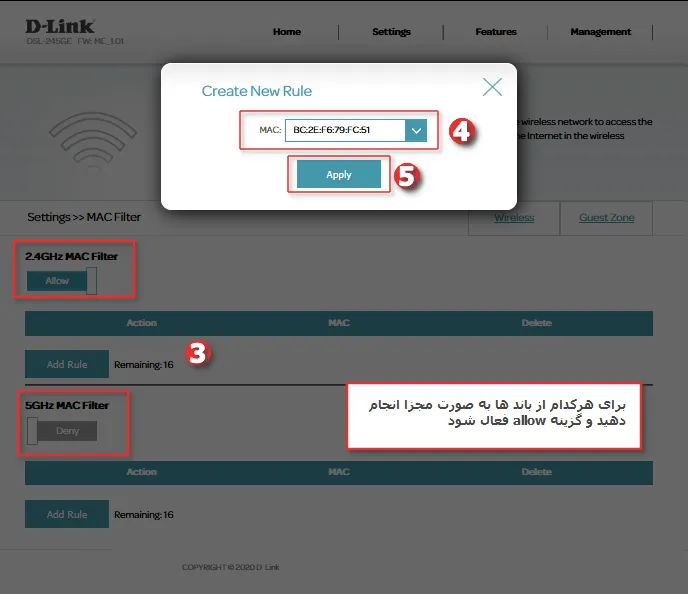 D-Link
DSL-245GE FW: ME_1.01
Home
Settings
Features
Management
Create New Rule
MAC: BC:2E:F6:79:FC:51
4
Apply
5
wireless network to access the
e Internet in the wireless
Settings >> MAC Filter
Wireless
Guest Zone
2.4GHz MAC Filter
Allow
Action
MAC
Delete
3
Add Rule
Remaining: 16
5GHz MAC Filter
Deny
برای هرکدام از باند ها به صورت مجزا انجام
دهید و گزینه allow فعال شود
Action
MAC
Delete
Add Rule
Remaining: 16
COPYRIGHT © 2020 D-Link